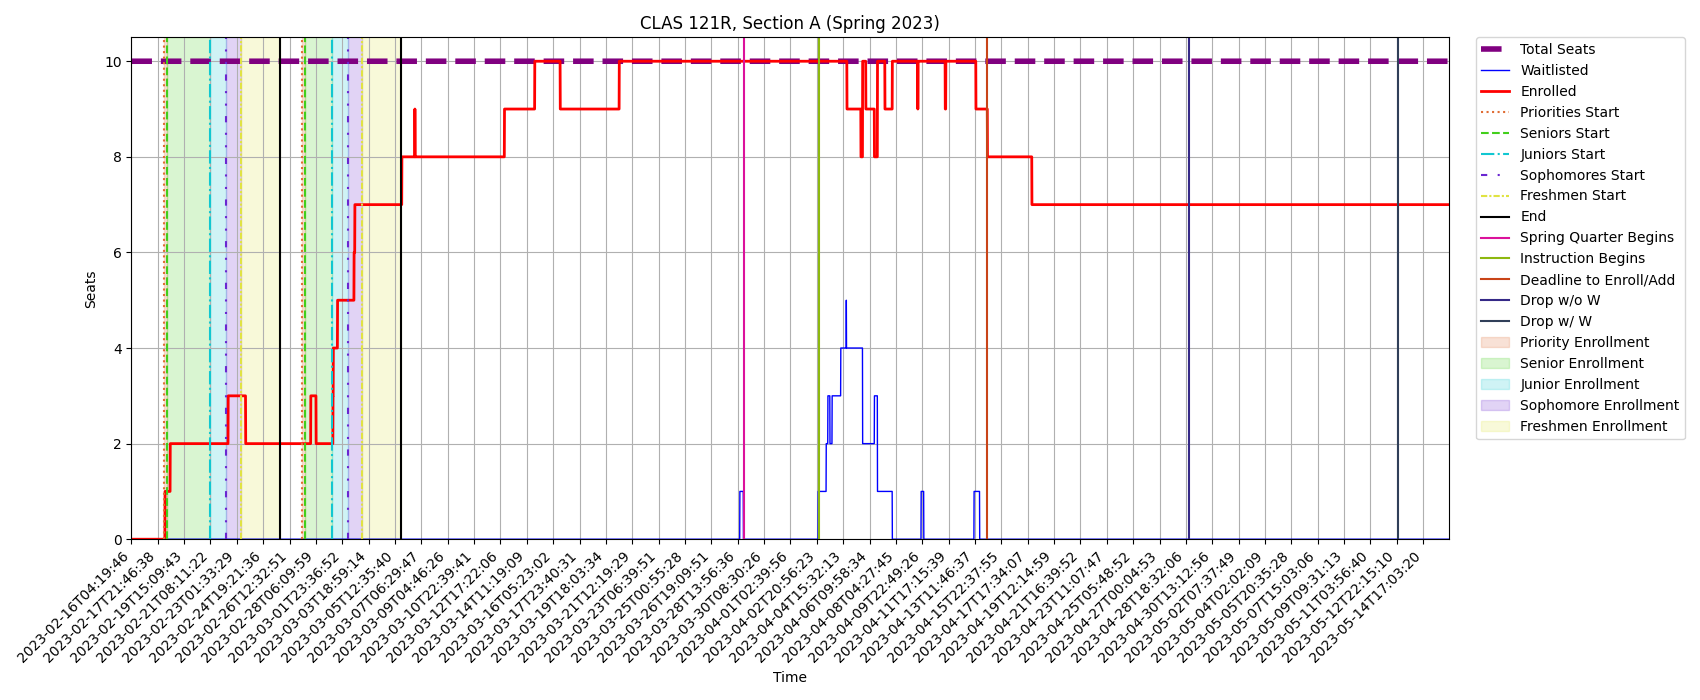 CLAS 121R, Section A (Spring 2023)
Seats
10
8
6
4
2
0
2023-02-16T04:19:46
2023-02-17T21:46:38
2023-02-19T15:09:43
2023-02-21T08:11:22
2023-02-23T01:33:29
2023-02-24T19:21:36
2023-02-26T12:32:51
2023-02-28T06:09:59
2023-03-01T23:36:52
2023-03-03T18:59:14
2023-03-05T12:35:40
2023-03-07T06:29:47
2023-03-09T04:46:26
2023-03-10T22:39:41
2023-03-12T17:22:06
2023-03-14T11:19:09
2023-03-16T05:23:02
2023-03-17T23:40:31
2023-03-19T18:03:34
2023-03-21T12:19:29
2023-03-23T06:39:51
2023-03-25T00:55:28
2023-03-26T19:09:51
2023-03-28T13:56:36
2023-03-30T08:30:26
2023-04-01T02:39:56
2023-04-02T20:56:23
2023-04-04T15:32:13
2023-04-06T09:58:34
2023-04-08T04:27:45
2023-04-09T22:49:26
2023-04-11T17:15:39
2023-04-13T11:46:37
2023-04-15T22:37:55
2023-04-17T17:34:07
2023-04-19T12:14:59
2023-04-21T16:39:52
2023-04-23T11:07:47
2023-04-25T05:48:52
2023-04-27T00:04:53
2023-04-28T18:32:06
2023-04-30T13:12:56
2023-05-02T07:37:49
2023-05-04T02:02:09
2023-05-05T20:35:28
2023-05-07T15:03:06
2023-05-09T09:31:13
2023-05-11T03:56:40
2023-05-12T22:15:10
2023-05-14T17:03:20
Time
Total Seats
Waitlisted
Enrolled
Priorities Start
Seniors Start
Juniors Start
Sophomores Start
Freshmen Start
End
Spring Quarter Begins
Instruction Begins
Deadline to Enroll/Add
Drop w/o W
Drop w/ W
Priority Enrollment
Senior Enrollment
Junior Enrollment
Sophomore Enrollment
Freshmen Enrollment